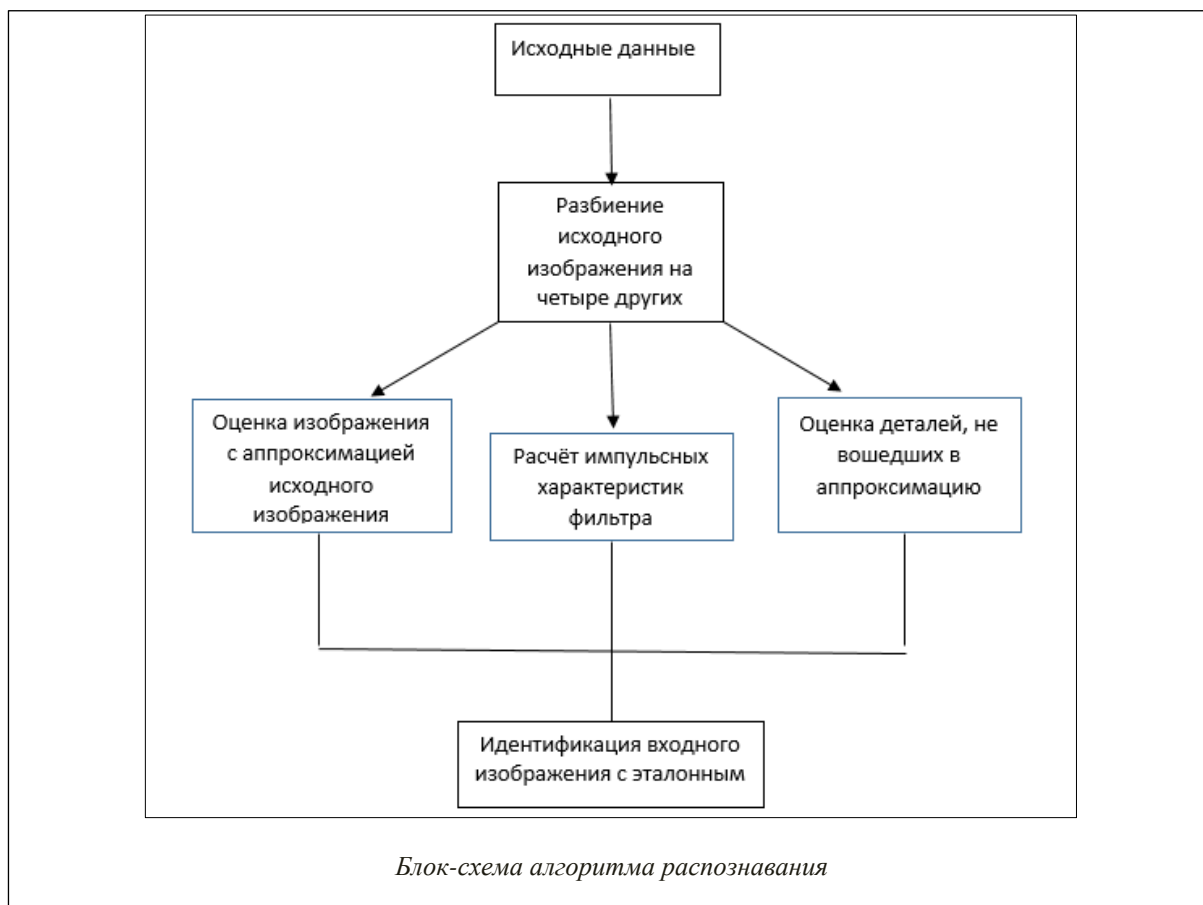 Исходные данные
Разбиение
исходного
изображения на
четыре других
Оценка изображения
с аппроксимацией
исходного
изображения
Расчёт импульсных
характеристик
фильтра
Оценка деталей, не
вошедших в
аппроксимацию
Идентификация входного
изображения с эталонным
Блок-схема алгоритма распознавания